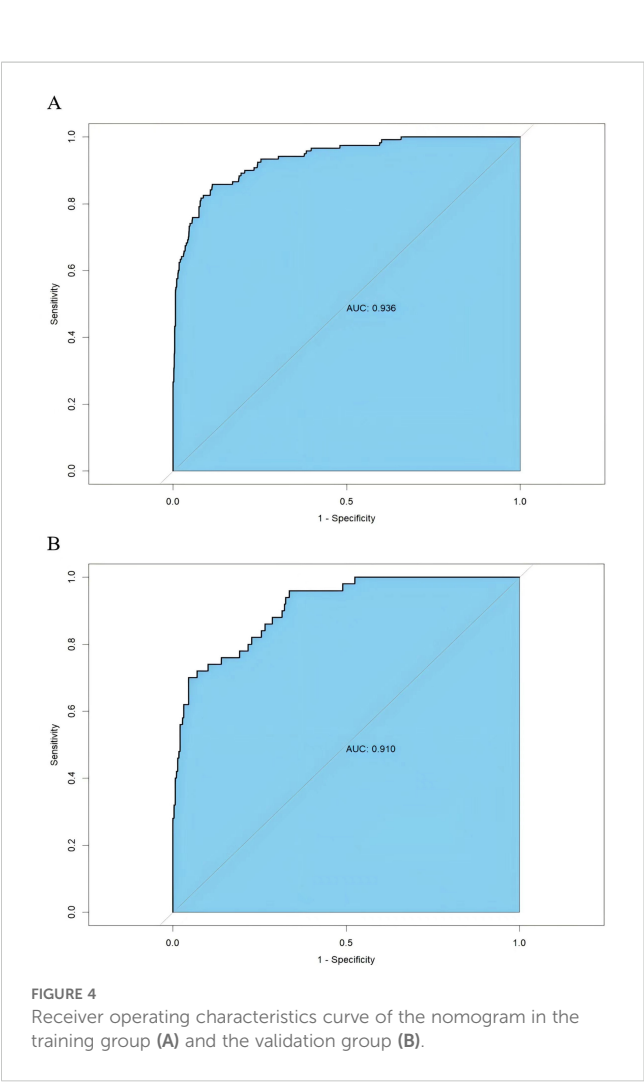 A
1.0
0.8
0.6
0.4
0.2
0.0
Sensitivity
AUC: 0.936
0.0 0.5 1.0
1 - Specificity
B
1.0
0.8
0.6
0.4
0.2
0.0
Sensitivity
AUC: 0.910
0.0 0.5 1.0
1 - Specificity
FIGURE 4
Receiver operating characteristics curve of the nomogram in the
training group (A) and the validation group (B).